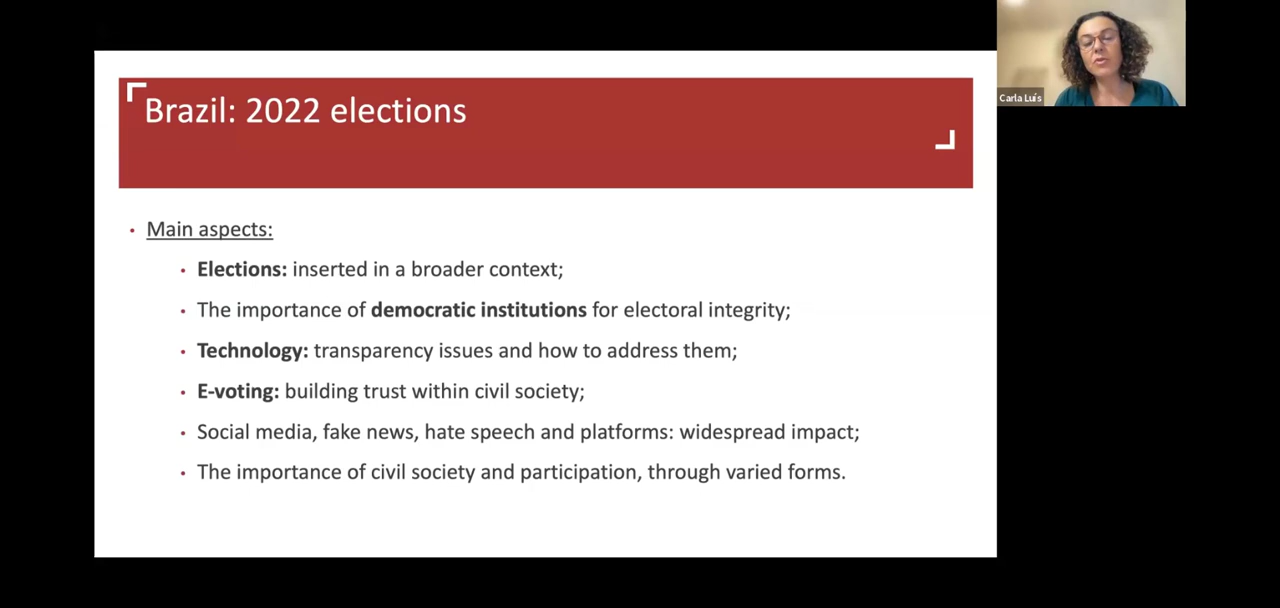 Brazil: 2022 elections
Carla Luís
• Main aspects:
• Elections: inserted in a broader context;
• The importance of democratic institutions for electoral integrity;
• Technology: transparency issues and how to address them;
• E-voting: building trust within civil society;
• Social media, fake news, hate speech and platforms: widespread impact;
• The importance of civil society and participation, through varied forms.